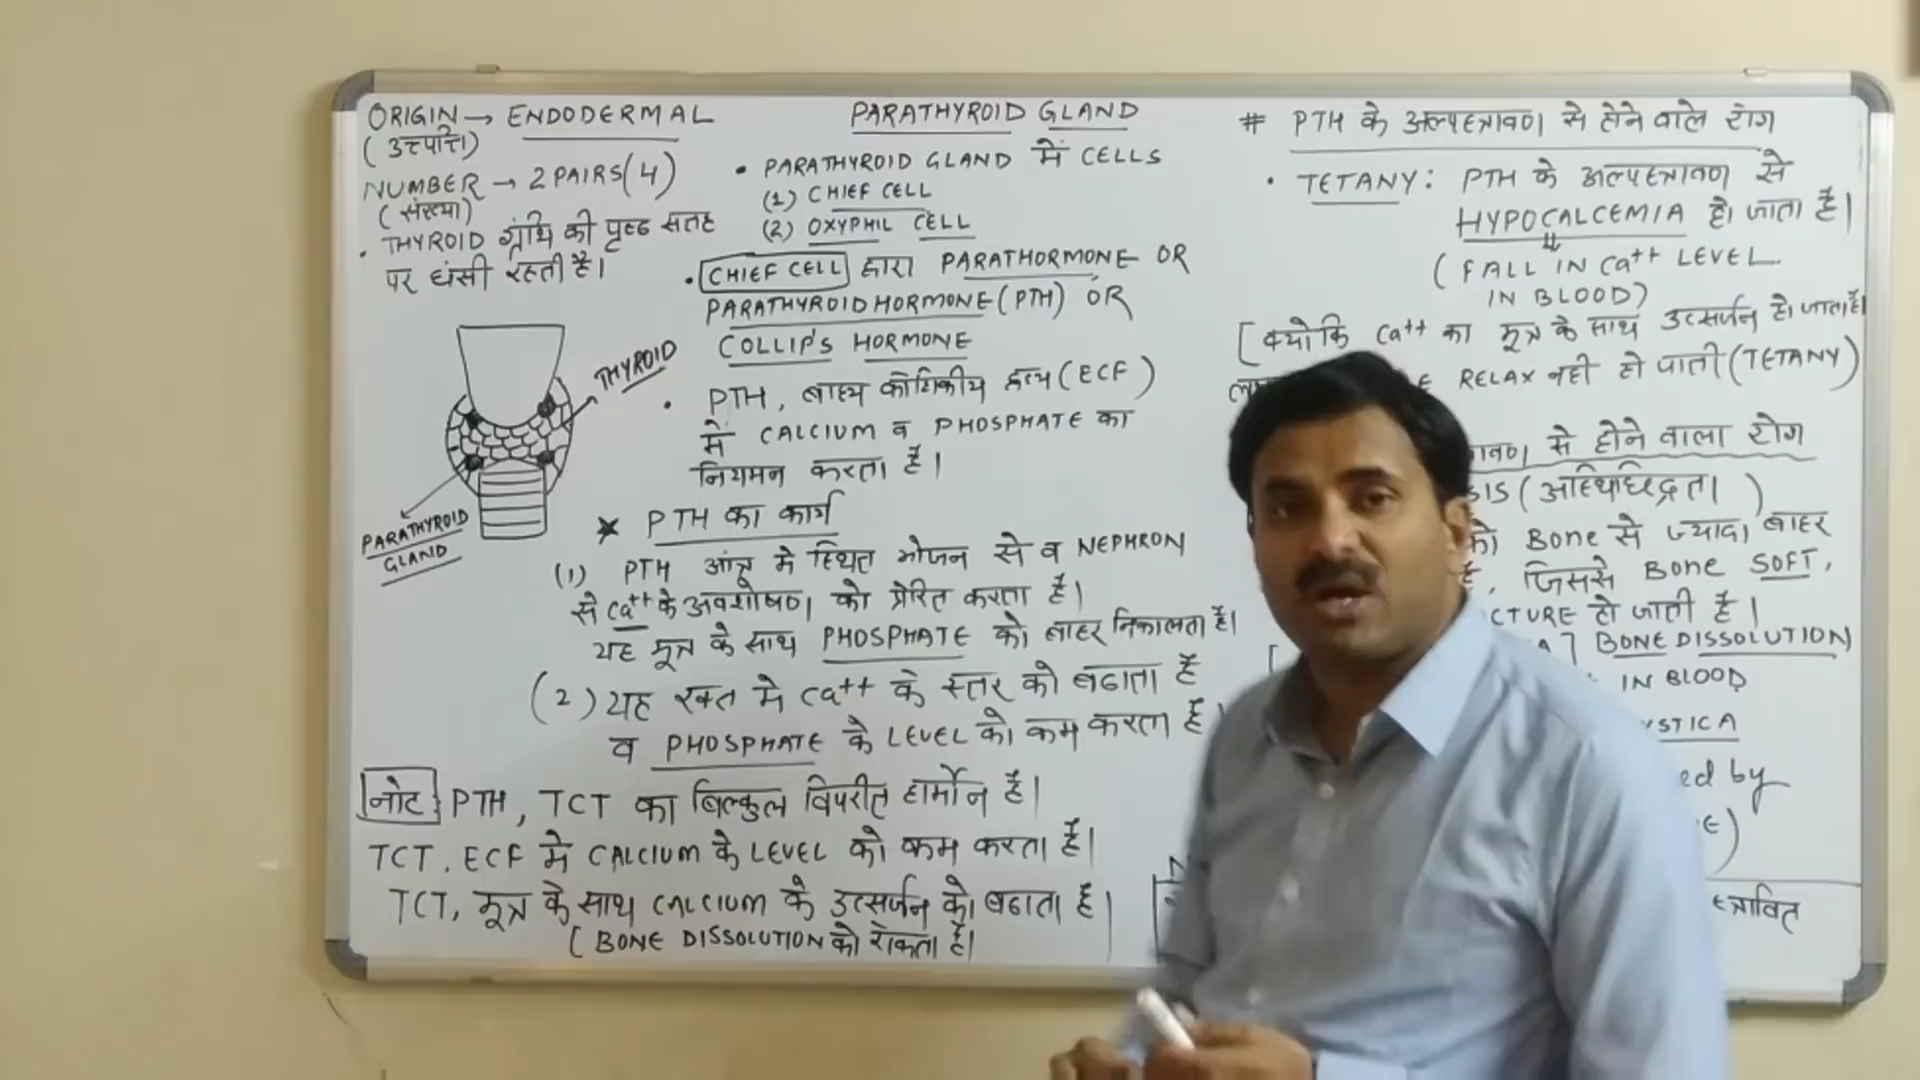 ORIGIN → ENDODERMAL
(उत्पत्ति)
NUMBER → 2 PAIRS(4)
(संख्या)
• THYROID ग्रंथि की पृष्ठ सतह
पर धंसी रहती है।
THYROID
PARATHYROID
GLAND
PARATHYROID GLAND
• PARATHYROID GLAND में CELLS
(1) CHIEF CELL
(2) OXYPHIL CELL
• CHIEF CELL द्वारा PARATHORMONE OR
PARATHYROID HORMONE (PTH) OR
COLLIP'S HORMONE
• PTH, बाह्य कोशिकीय द्रव्य (ECF)
में CALCIUM व PHOSPHATE का
नियमन करता है।
★ PTH का कार्य
(1) PTH आंत्र मे स्थित भोजन से व NEPHRON
से Ca++ के अवशोषण को प्रेरित करता है।
यह मूत्र के साथ PHOSPHATE को बाहर निकालता है।
(2) यह रक्त मे Ca++ के स्तर को बढाता है
व PHOSPHATE के LEVEL को कम करता है।
नोट: PTH, TCT का बिल्कुल विपरीत हार्मोन है।
TCT, ECF मे CALCIUM के LEVEL को कम करता है।
TCT, मूत्र के साथ CALCIUM के उत्सर्जन को बढाता है।
[BONE DISSOLUTION को रोकता है।
# PTH के अल्पस्त्रावण से होने वाले रोग
• TETANY: PTH के अल्पस्त्रावण से
HYPOCALCEMIA हो जाता है।
(FALL IN Ca++ LEVEL
IN BLOOD)
[क्योकि Ca++ का मूत्र के साथ उत्सर्जन हो जाता है।
RELAX नही हो पाती (TETANY)
से होने वाला रोग
SIS (अस्थिछिद्रता)
को Bone से ज्यादा बाहर
है, जिससे Bone SOFT,
CTURE हो जाती है।
A] BONE DISSOLUTION)
IN BLOOD
YSTICA
ed by
E)
स्त्रावित